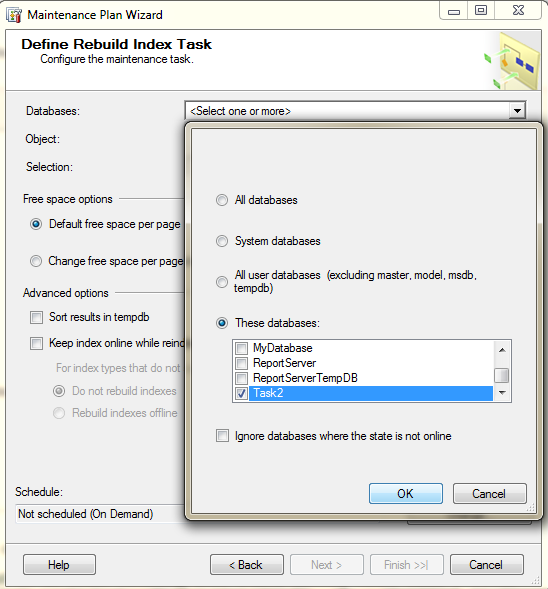 Maintenance Plan Wizard
Define Rebuild Index Task
Configure the maintenance task.
Databases:
<Select one or more>
Object:
Selection:
Free space options
Default free space per page
Change free space per page
Advanced options
Sort results in tempdb
Keep index online while reind
For index types that do not
Do not rebuild indexes
Rebuild indexes offline
All databases
System databases
All user databases (excluding master, model, msdb,
tempdb)
These databases:
MyDatabase
ReportServer
ReportServerTempDB
Task2
Ignore databases where the state is not online
OK
Cancel
Schedule:
Not scheduled (On Demand)
Help
< Back
Next >
Finish >>|
Cancel